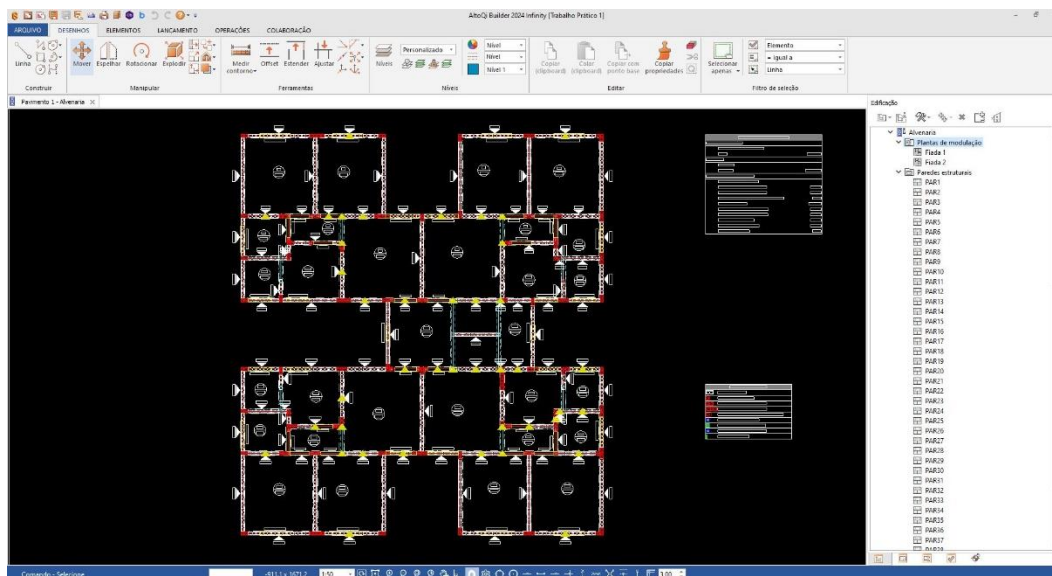 AltoQi Builder 2024 Infinity [Trabalho Prático 1]
ARQUIVO DESENHOS ELEMENTOS LANÇAMENTO OPERAÇÕES COLABORAÇÃO
Linha
Mover Espelhar Rotacionar Explodir
Medir contorno
Offset Estender Ajustar
Níveis
Personalizado
Nível
Nível
Nível 1
Copiar (clipboard)
Colar (clipboard)
Copiar com ponto base
Copiar propriedades
Selecionar apenas
Elemento
= Igual a
Linha
Construir Manipular Ferramentas Níveis Editar Filtro de seleção
Pavimento 1 - Alvenaria
Edificação
Alvenaria
Plantas de modulação
Fiada 1
Fiada 2
Paredes estruturais
PAR1
PAR2
PAR3
PAR4
PAR5
PAR6
PAR7
PAR8
PAR9
PAR10
PAR11
PAR12
PAR13
PAR14
PAR15
PAR16
PAR17
PAR18
PAR19
PAR20
PAR21
PAR22
PAR23
PAR24
PAR25
PAR26
PAR27
PAR28
PAR29
PAR30
PAR31
PAR32
PAR33
PAR34
PAR35
PAR36
PAR37
PAR38
Comando - Selecione
1:50